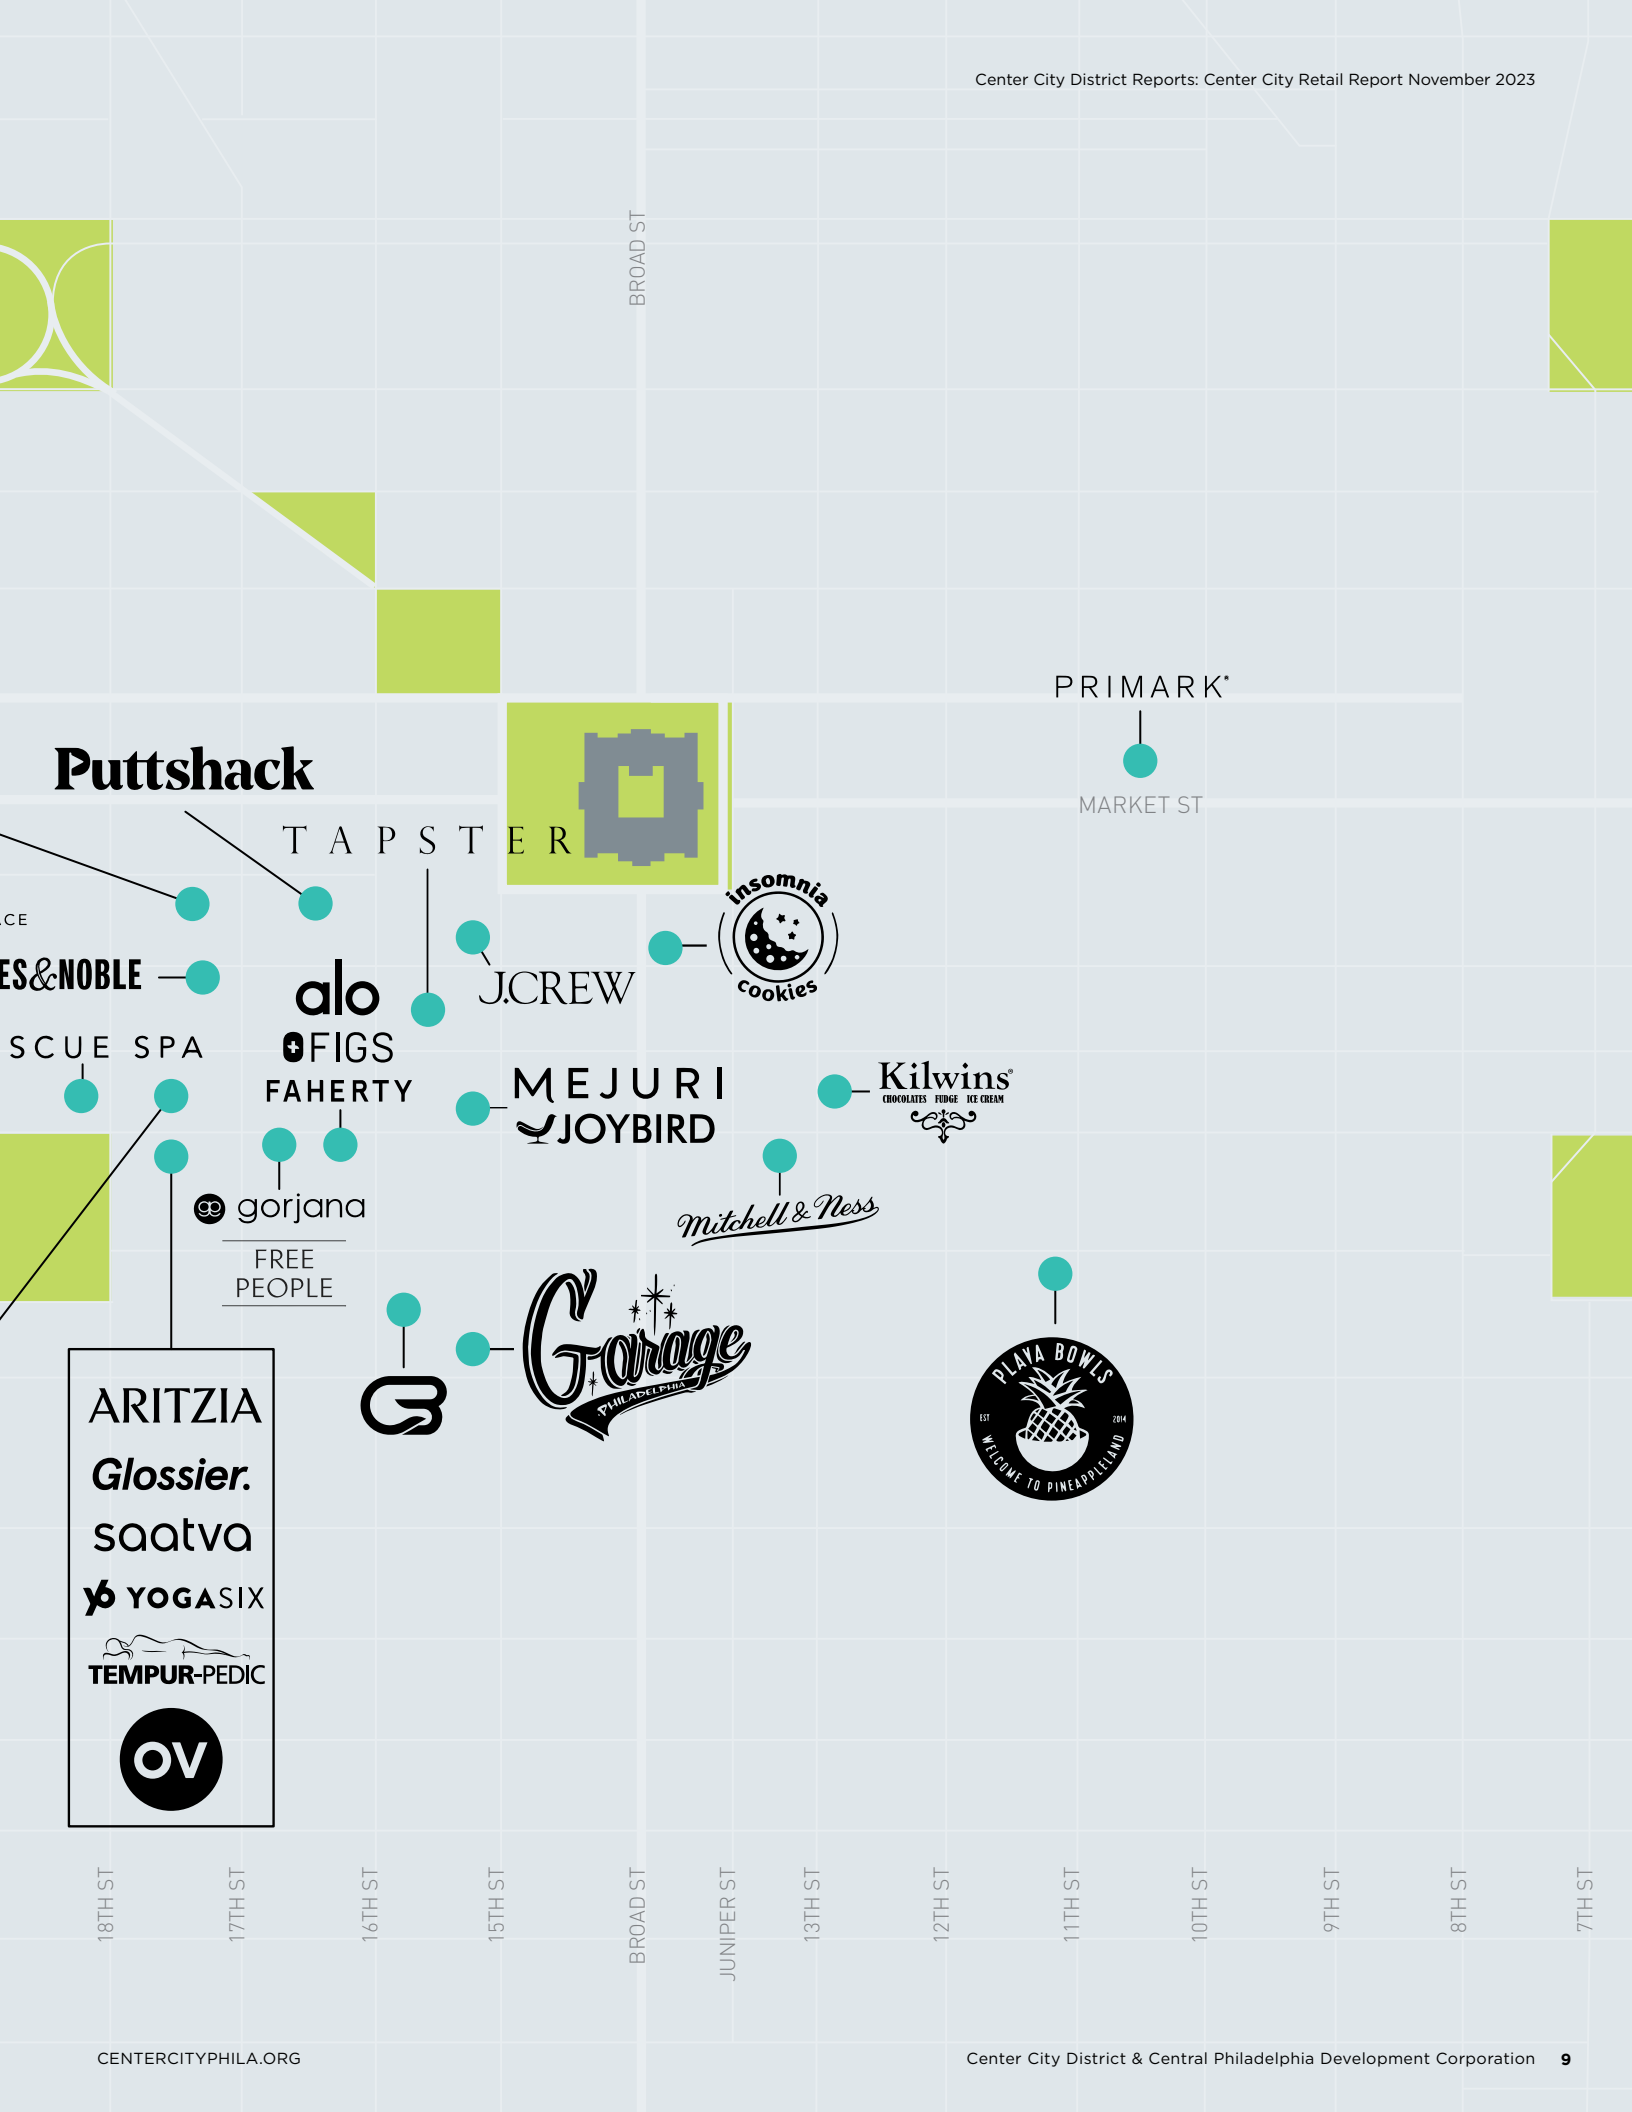 Center City District Reports: Center City Retail Report November 2023
BROAD ST
PRIMARK®
MARKET ST
Puttshack
TAPSTER
insomnia
cookies
ACE
ES&NOBLE
alo
J.CREW
SCUE SPA
FIGS
FAHERTY
MEJURI
JOYBIRD
Kilwins®
CHOCOLATES FUDGE ICE CREAM
gg gorjana
Mitchell & Ness
FREE
PEOPLE
Garage
PHILADELPHIA
CB
PLAYA BOWLS
EST 2014
WELCOME TO PINEAPPLELAND
ARITZIA
Glossier.
saatva
y6 YOGASIX
TEMPUR-PEDIC
OV
18TH ST
17TH ST
16TH ST
15TH ST
BROAD ST
JUNIPER ST
13TH ST
12TH ST
11TH ST
10TH ST
9TH ST
8TH ST
7TH ST
CENTERCITYPHILA.ORG
Center City District & Central Philadelphia Development Corporation 9